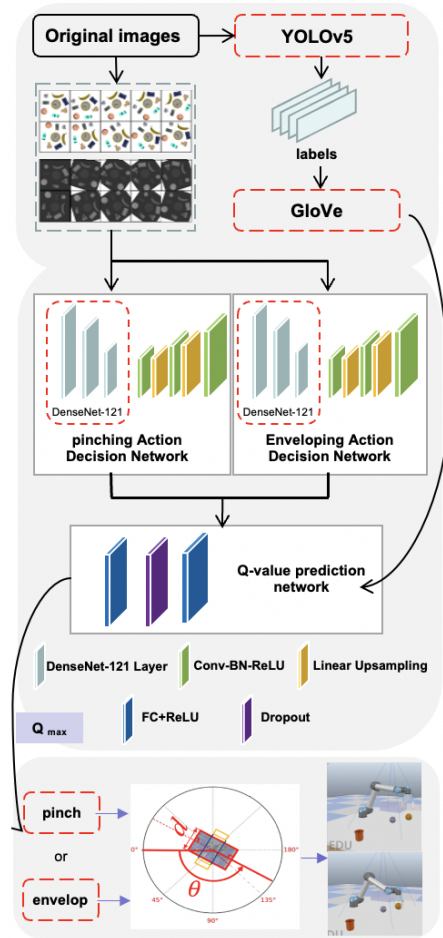 Original images
YOLOv5
labels
GloVe
DenseNet-121
DenseNet-121
pinching Action
Decision Network
Enveloping Action
Decision Network
Q-value prediction
network
DenseNet-121 Layer
Conv-BN-ReLU
Linear Upsampling
FC+ReLU
Dropout
Q max
pinch
or
envelop
d
θ
0°
180°
45°
135°
90°
EDU
EDU